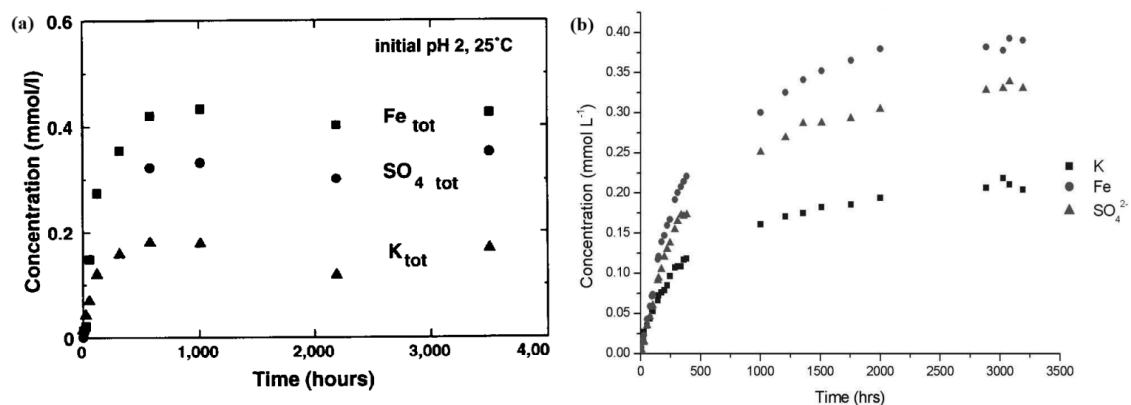 (a)
initial pH 2, 25°C
Concentration (mmol/l)
0.6
0.4
0.2
0
Fe tot
SO4 tot
K tot
0
1,000
2,000
3,000
4,00
Time (hours)
(b)
Concentration (mmol L-1)
0.40
0.35
0.30
0.25
0.20
0.15
0.10
0.05
0.00
0
500
1000
1500
2000
2500
3000
3500
Time (hrs)
K
Fe
SO4 2-